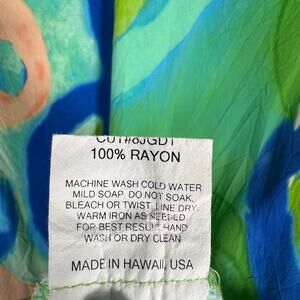 CUT#8JGD1
100% RAYON
MACHINE WASH COLD WATER
MILD SOAP. DO NOT SOAK,
BLEACH OR TWIST. LINE DRY.
WARM IRON AS NEEDED.
FOR BEST RESULT HAND
WASH OR DRY CLEAN
MADE IN HAWAII, USA